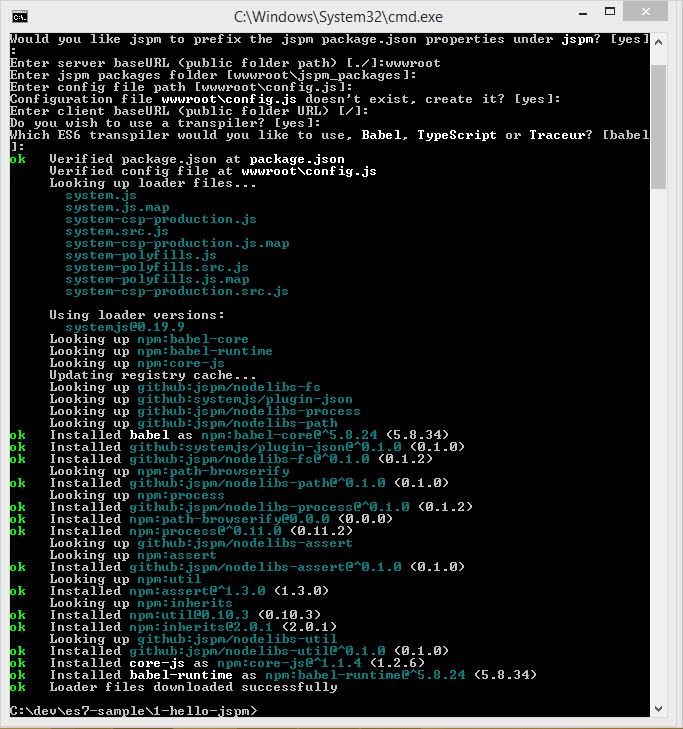 C:\Windows\System32\cmd.exe
Would you like jspm to prefix the jspm package.json properties under jspm? [yes]
:
Enter server baseURL (public folder path) [./]:wwwroot
Enter jspm packages folder [wwwroot\jspm_packages]:
Enter config file path [wwwroot\config.js]:
Configuration file wwwroot\config.js doesn't exist, create it? [yes]:
Enter client baseURL (public folder URL) [/]:
Do you wish to use a transpiler? [yes]:
Which ES6 transpiler would you like to use, Babel, TypeScript or Traceur? [babel
]:
ok   Verified package.json at package.json
     Verified config file at wwwroot\config.js
     Looking up loader files...
       system.js
       system.js.map
       system-csp-production.js
       system.src.js
       system-csp-production.js.map
       system-polyfills.js
       system-polyfills.src.js
       system-polyfills.js.map
       system-csp-production.src.js
     Using loader versions:
       systemjs@0.19.9
     Looking up npm:babel-core
     Looking up npm:babel-runtime
     Looking up npm:core-js
     Updating registry cache...
     Looking up github:jspm/nodelibs-fs
     Looking up github:systemjs/plugin-json
     Looking up github:jspm/nodelibs-process
     Looking up github:jspm/nodelibs-path
ok   Installed babel as npm:babel-core@^5.8.24 (5.8.34)
ok   Installed github:systemjs/plugin-json@^0.1.0 (0.1.0)
ok   Installed github:jspm/nodelibs-fs@^0.1.0 (0.1.2)
     Looking up npm:path-browserify
ok   Installed github:jspm/nodelibs-path@^0.1.0 (0.1.0)
     Looking up npm:process
ok   Installed github:jspm/nodelibs-process@^0.1.0 (0.1.2)
ok   Installed npm:path-browserify@0.0.0 (0.0.0)
ok   Installed npm:process@^0.11.0 (0.11.2)
     Looking up github:jspm/nodelibs-assert
     Looking up npm:assert
ok   Installed github:jspm/nodelibs-assert@^0.1.0 (0.1.0)
     Looking up npm:util
ok   Installed npm:assert@^1.3.0 (1.3.0)
     Looking up npm:inherits
ok   Installed npm:util@0.10.3 (0.10.3)
ok   Installed npm:inherits@2.0.1 (2.0.1)
     Looking up github:jspm/nodelibs-util
ok   Installed github:jspm/nodelibs-util@^0.1.0 (0.1.0)
ok   Installed core-js as npm:core-js@^1.1.4 (1.2.6)
ok   Installed babel-runtime as npm:babel-runtime@^5.8.24 (5.8.34)
ok   Loader files downloaded successfully
C:\dev\es7-sample\1-hello-jspm>